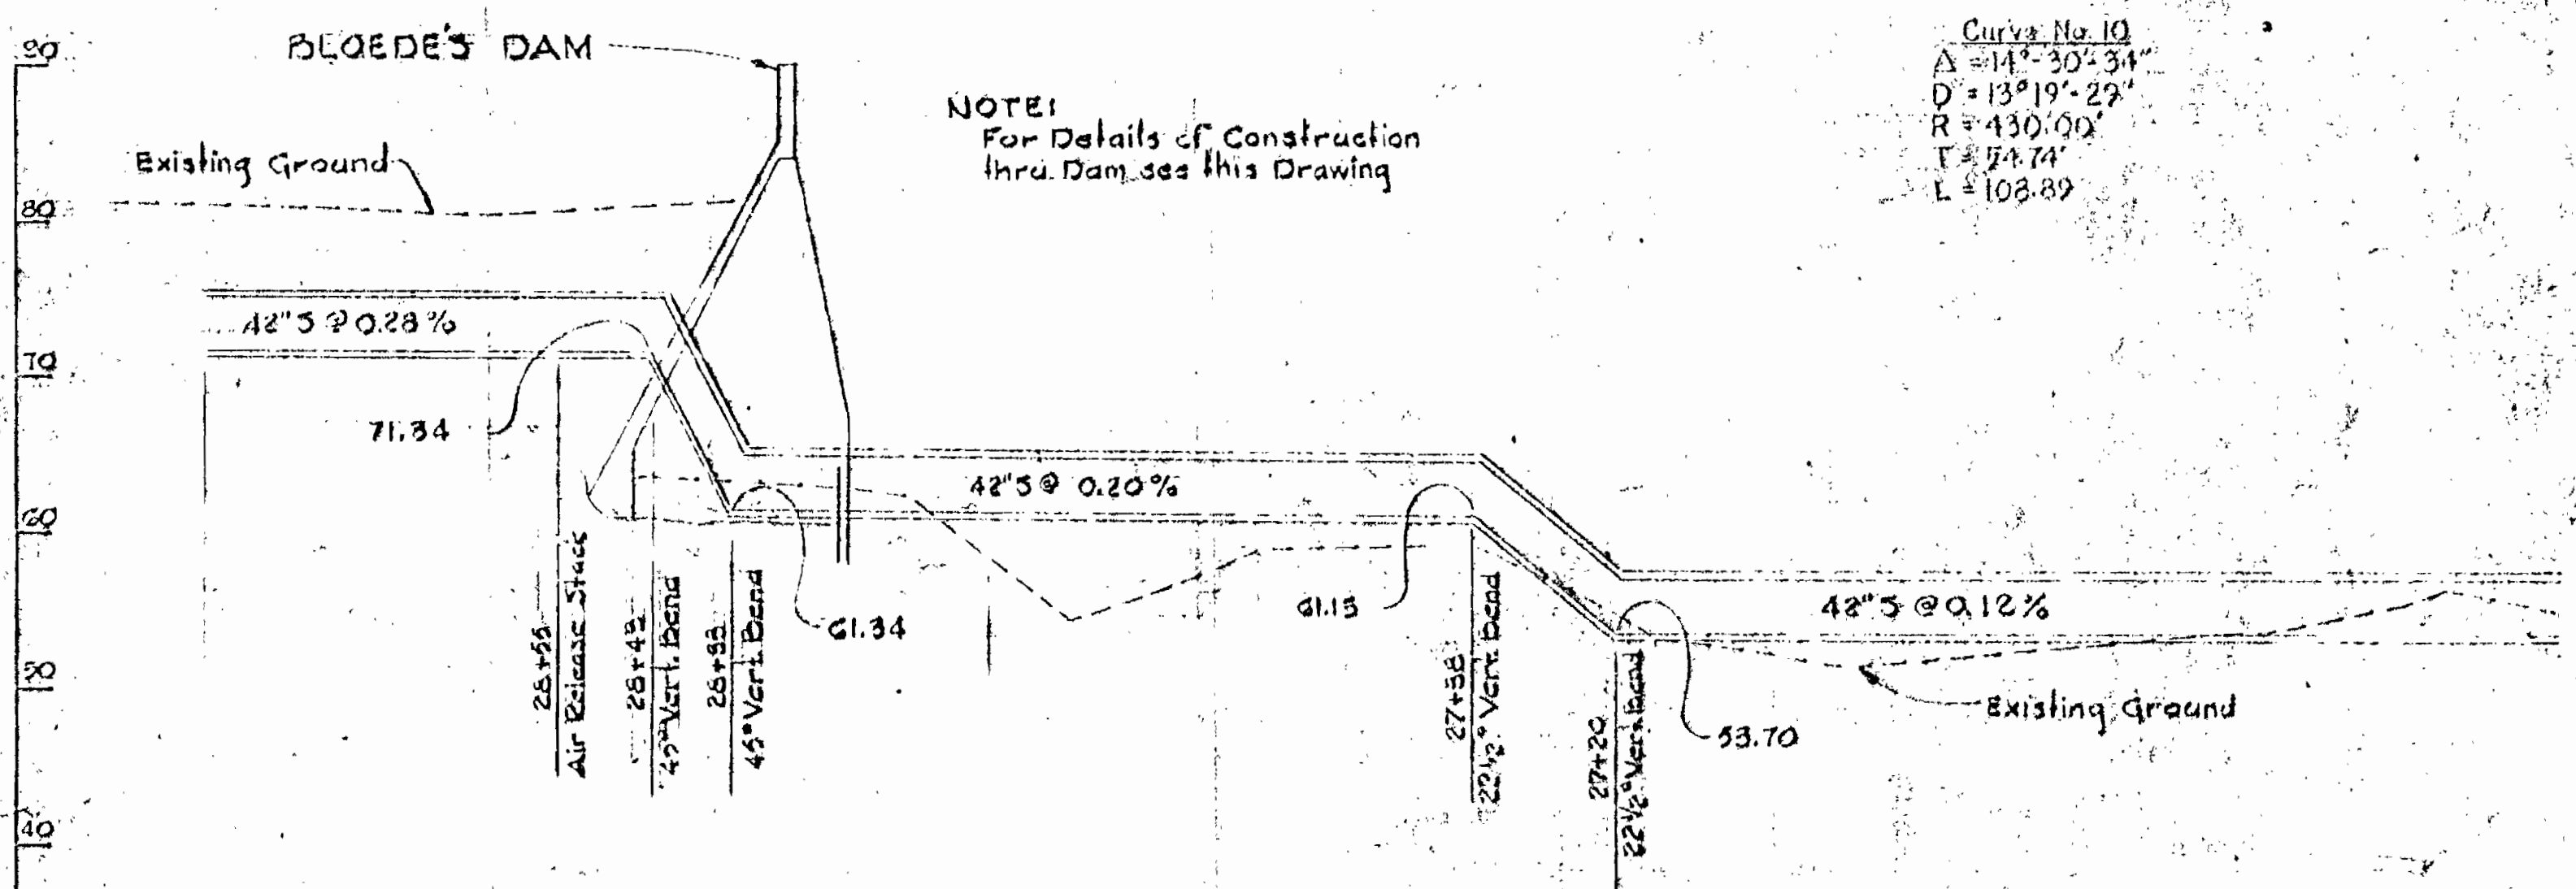 90
80
70
60
50
40
BLOEDE'S DAM
Existing Ground
NOTE:
For Details of Construction
thru Dam see this Drawing
Curve No. 10
Δ = 14°-30'-34"
D = 13°19'-29"
R = 430.00'
T = 54.74'
L = 108.89
42"S @ 0.28%
71.34
42"S @ 0.20%
61.34
61.15
42"S @ 0.12%
53.70
Existing Ground
28+55
Air Release Stack
28+43
45° Vert. Bend
28+33
45° Vert. Bend
27+38
22½° Vert. Bend
27+20
22½° Vert. Bend